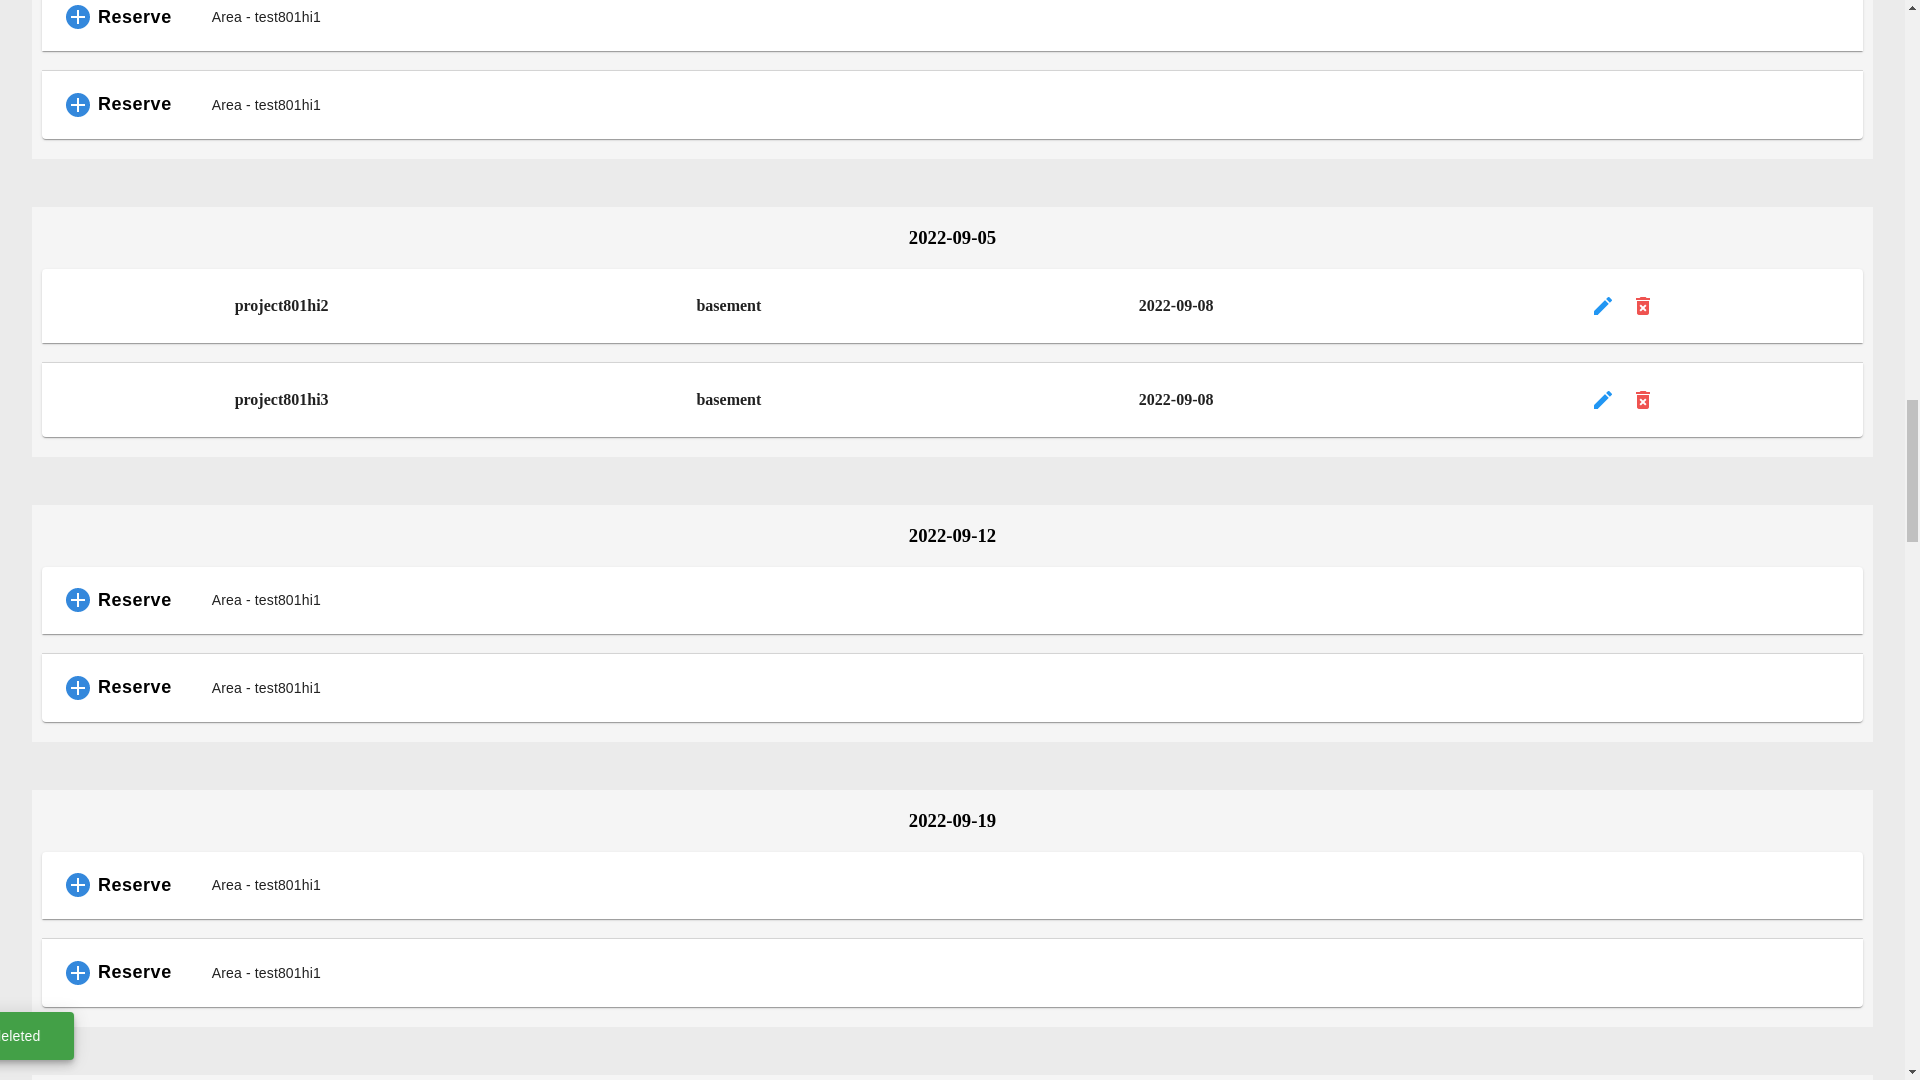 Reserve Area - test801hi1
Reserve Area - test801hi1
2022-09-05
project801hi2 basement 2022-09-08
project801hi3 basement 2022-09-08
2022-09-12
Reserve Area - test801hi1
Reserve Area - test801hi1
2022-09-19
Reserve Area - test801hi1
Reserve Area - test801hi1
eleted